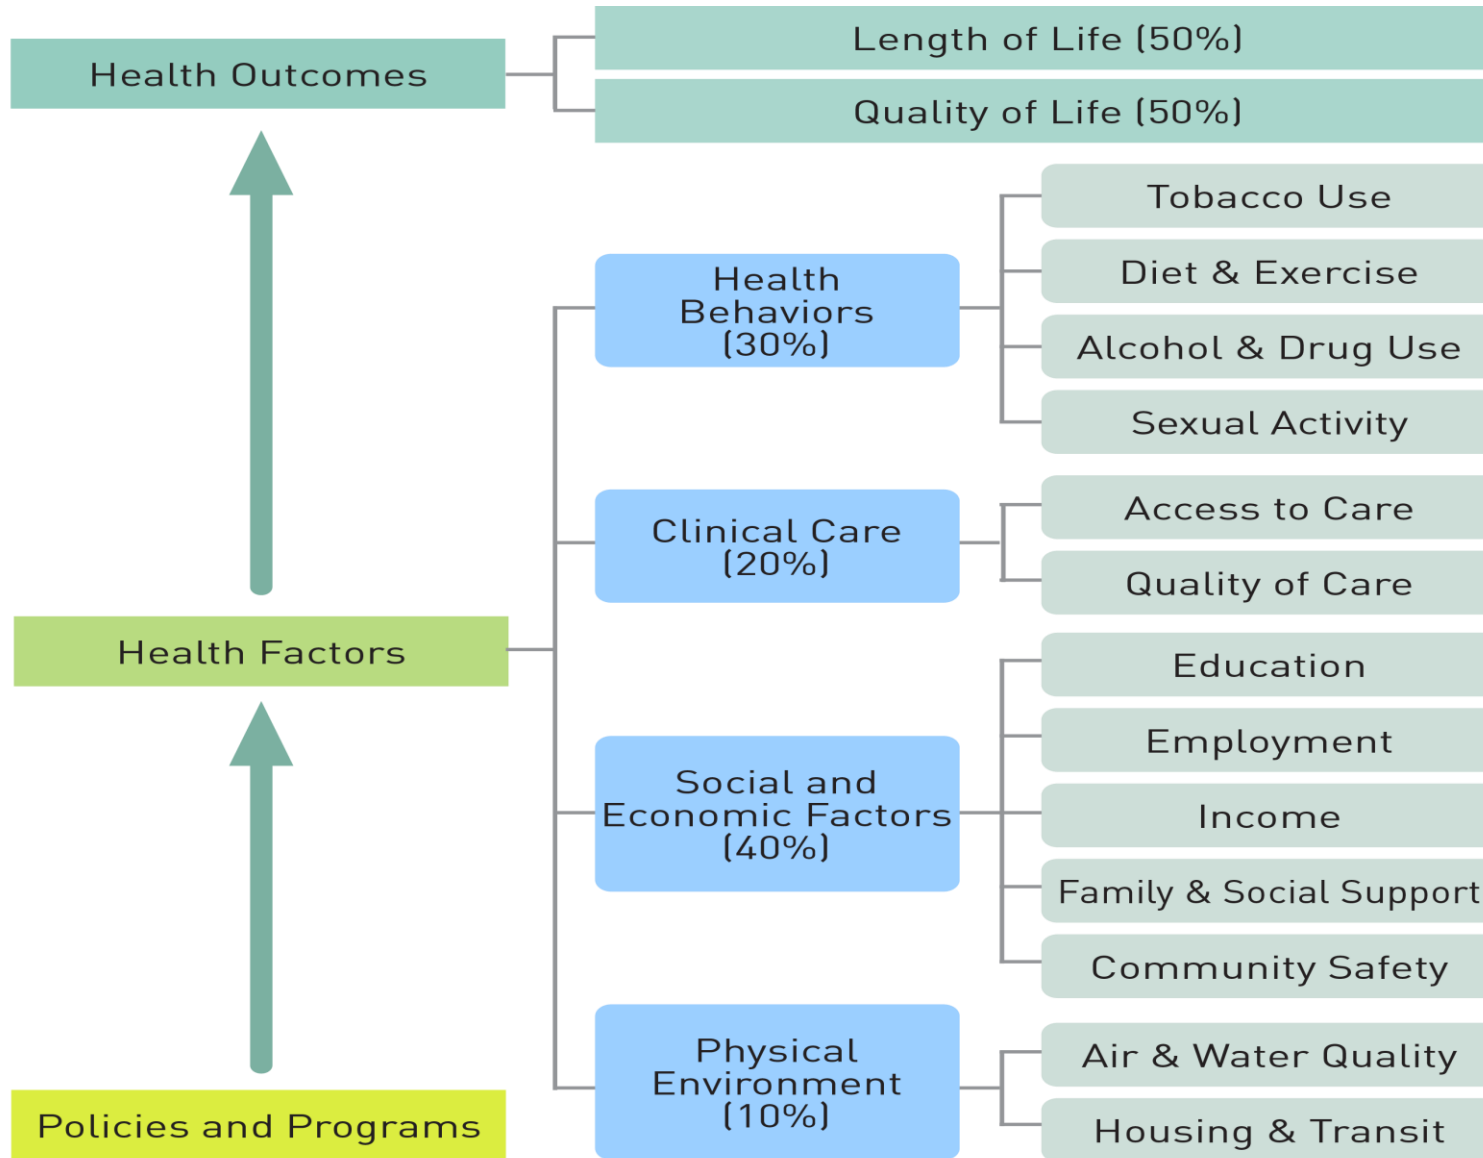 Health Outcomes
Length of Life (50%)
Quality of Life (50%)
Health Factors
Health
Behaviors
(30%)
Tobacco Use
Diet & Exercise
Alcohol & Drug Use
Sexual Activity
Clinical Care
(20%)
Access to Care
Quality of Care
Social and
Economic Factors
(40%)
Education
Employment
Income
Family & Social Support
Community Safety
Physical
Environment
(10%)
Air & Water Quality
Housing & Transit
Policies and Programs